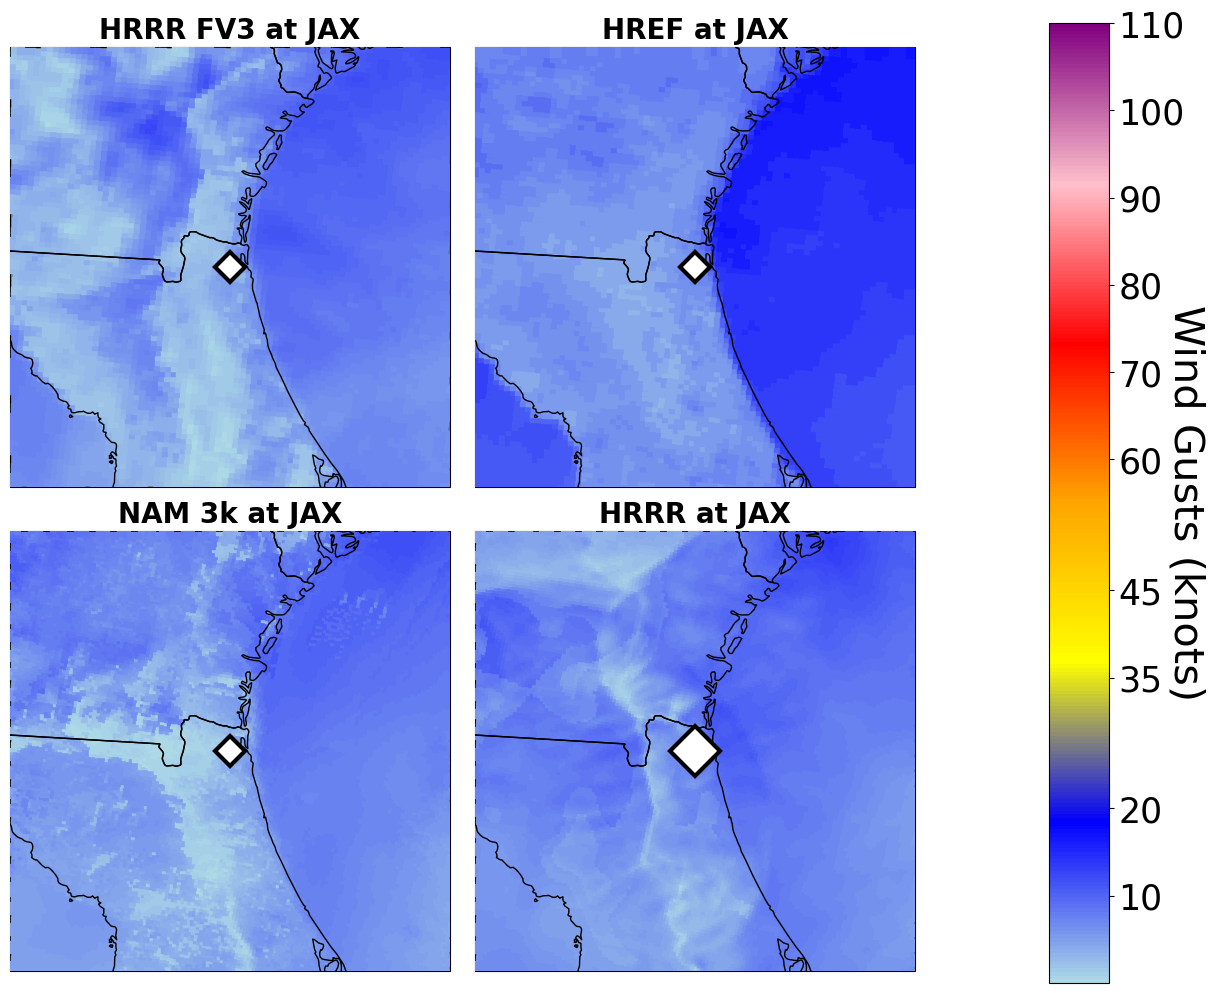 HRRR FV3 at JAX
HREF at JAX
NAM 3k at JAX
HRRR at JAX
110
100
90
80
70
60
45
35
20
10
Wind Gusts (knots)